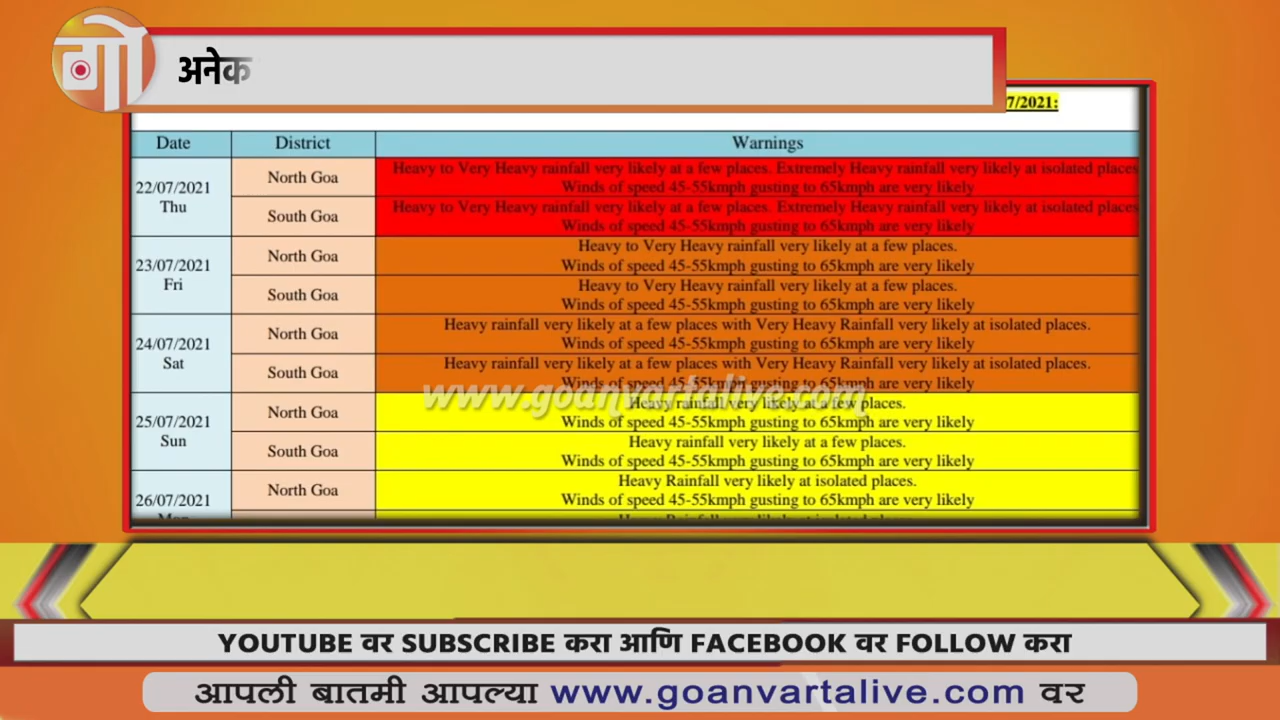 गो
अनेक
7/2021:
Date District Warnings
22/07/2021
Thu
North Goa
Heavy to Very Heavy rainfall very likely at a few places. Extremely Heavy rainfall very likely at isolated places
Winds of speed 45-55kmph gusting to 65kmph are very likely
South Goa
Heavy to Very Heavy rainfall very likely at a few places. Extremely Heavy rainfall very likely at isolated places
Winds of speed 45-55kmph gusting to 65kmph are very likely
23/07/2021
Fri
North Goa
Heavy to Very Heavy rainfall very likely at a few places.
Winds of speed 45-55kmph gusting to 65kmph are very likely
South Goa
Heavy to Very Heavy rainfall very likely at a few places.
Winds of speed 45-55kmph gusting to 65kmph are very likely
24/07/2021
Sat
North Goa
Heavy rainfall very likely at a few places with Very Heavy Rainfall very likely at isolated places.
Winds of speed 45-55kmph gusting to 65kmph are very likely
South Goa
Heavy rainfall very likely at a few places with Very Heavy Rainfall very likely at isolated places.
Winds of speed 45-55kmph gusting to 65kmph are very likely
www.goanvartalive.com
25/07/2021
Sun
North Goa
Heavy rainfall very likely at a few places.
Winds of speed 45-55kmph gusting to 65kmph are very likely
South Goa
Heavy rainfall very likely at a few places.
Winds of speed 45-55kmph gusting to 65kmph are very likely
26/07/2021
North Goa
Heavy Rainfall very likely at isolated places.
Winds of speed 45-55kmph gusting to 65kmph are very likely
YOUTUBE वर SUBSCRIBE करा आणि FACEBOOK वर FOLLOW करा
आपली बातमी आपल्या www.goanvartalive.com वर